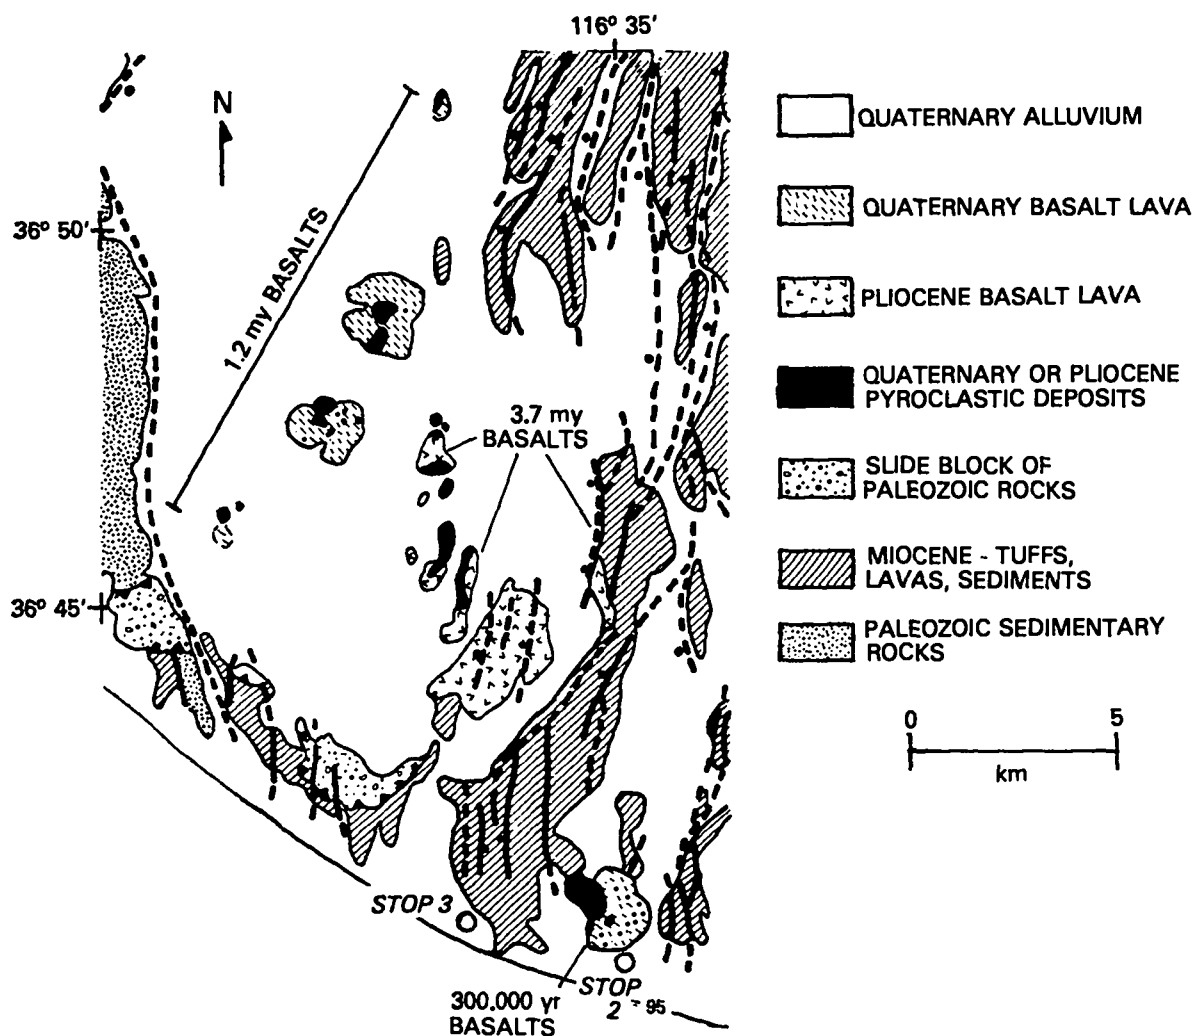 116° 35'
N
36° 50'
1.2 my BASALTS
3.7 my
BASALTS
36° 45'
STOP 3
300.000 yr
BASALTS
STOP
2
95
QUATERNARY ALLUVIUM
QUATERNARY BASALT LAVA
PLIOCENE BASALT LAVA
QUATERNARY OR PLIOCENE
PYROCLASTIC DEPOSITS
SLIDE BLOCK OF
PALEOZOIC ROCKS
MIOCENE - TUFFS,
LAVAS, SEDIMENTS
PALEOZOIC SEDIMENTARY
ROCKS
0 5
km